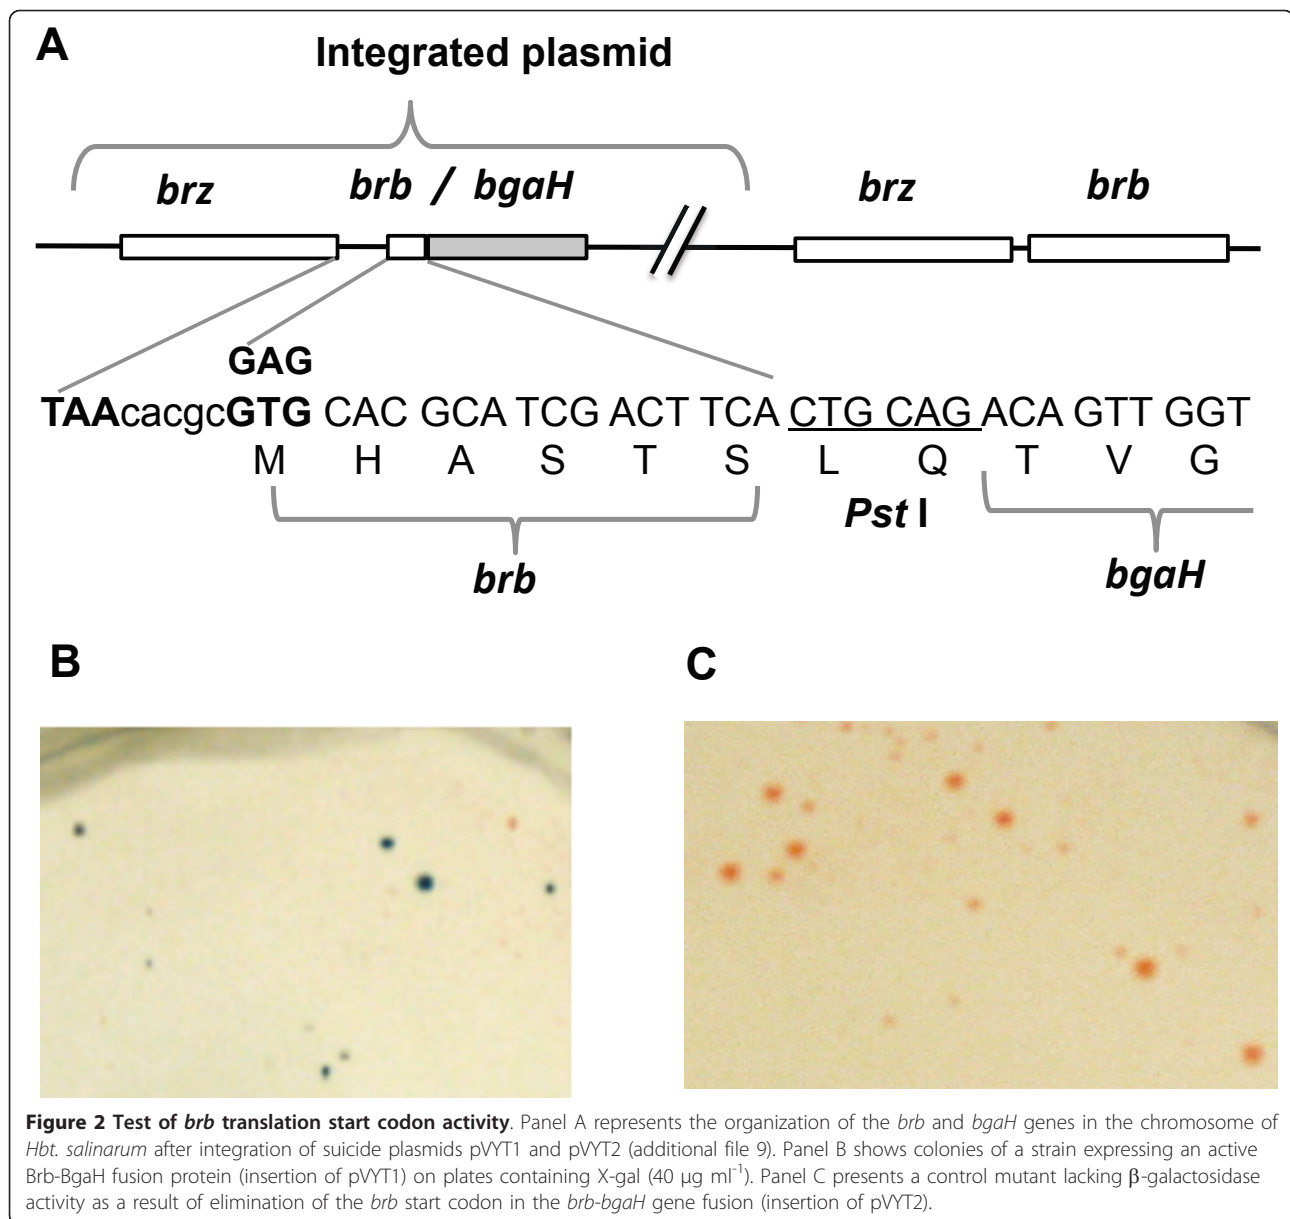 A
Integrated plasmid
brz brb / bgaH brz brb
GAG
TAAcacgcGTG CAC GCA TCG ACT TCA CTG CAG ACA GTT GGT
M H A S T S L Q T V G
Pst I
brb
bgaH
B
C
Figure 2 Test of brb translation start codon activity. Panel A represents the organization of the brb and bgaH genes in the chromosome of
Hbt. salinarum after integration of suicide plasmids pVYT1 and pVYT2 (additional file 9). Panel B shows colonies of a strain expressing an active
Brb-BgaH fusion protein (insertion of pVYT1) on plates containing X-gal (40 μg ml-1). Panel C presents a control mutant lacking β-galactosidase
activity as a result of elimination of the brb start codon in the brb-bgaH gene fusion (insertion of pVYT2).